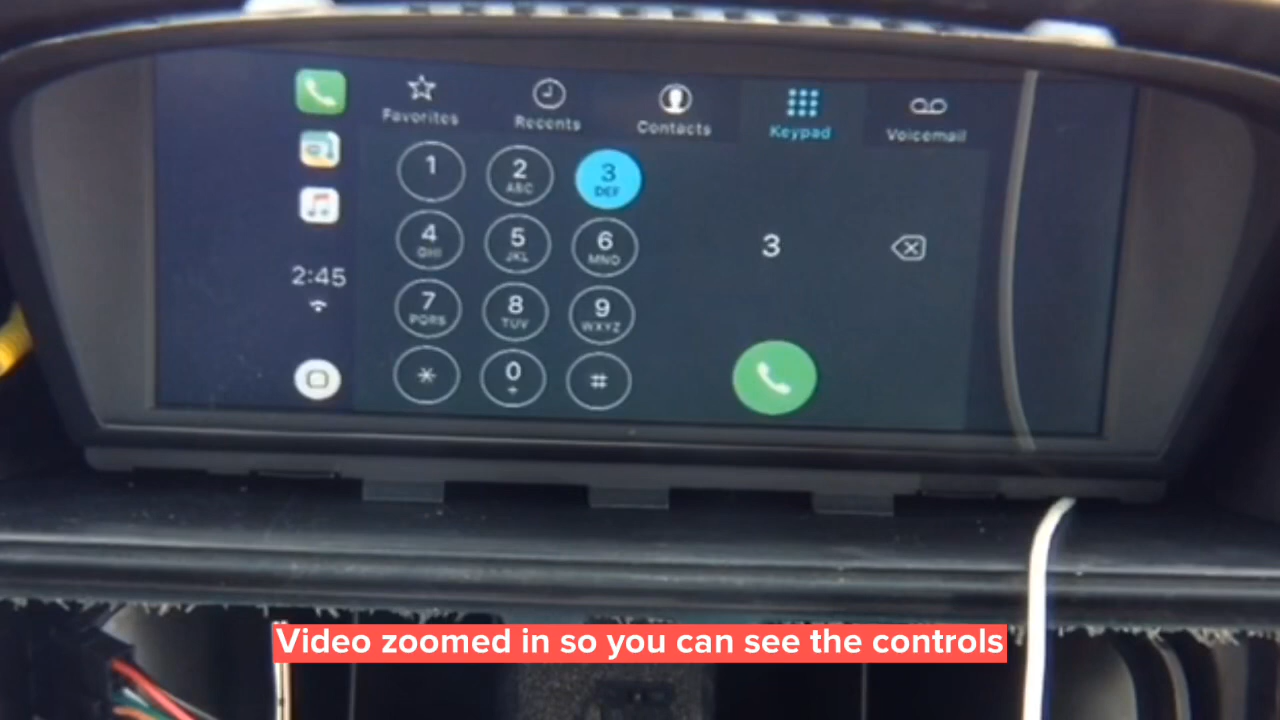 Favorites
Recents
Contacts
Keypad
Voicemail
1
2
ABC
3
DEF
4
GHI
5
JKL
6
MNO
3
2:45
7
PQRS
8
TUV
9
WXYZ
*
0
+
#
Video zoomed in so you can see the controls